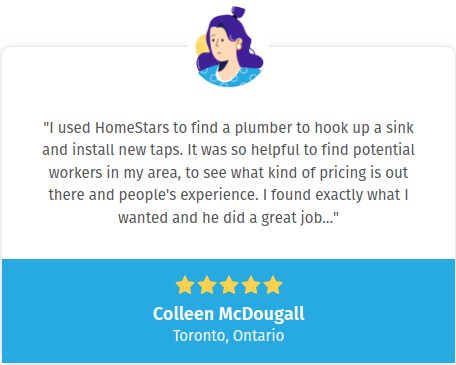 "I used HomeStars to find a plumber to hook up a sink
and install new taps. It was so helpful to find potential
workers in my area, to see what kind of pricing is out
there and people's experience. I found exactly what I
wanted and he did a great job..."
Colleen McDougall
Toronto, Ontario